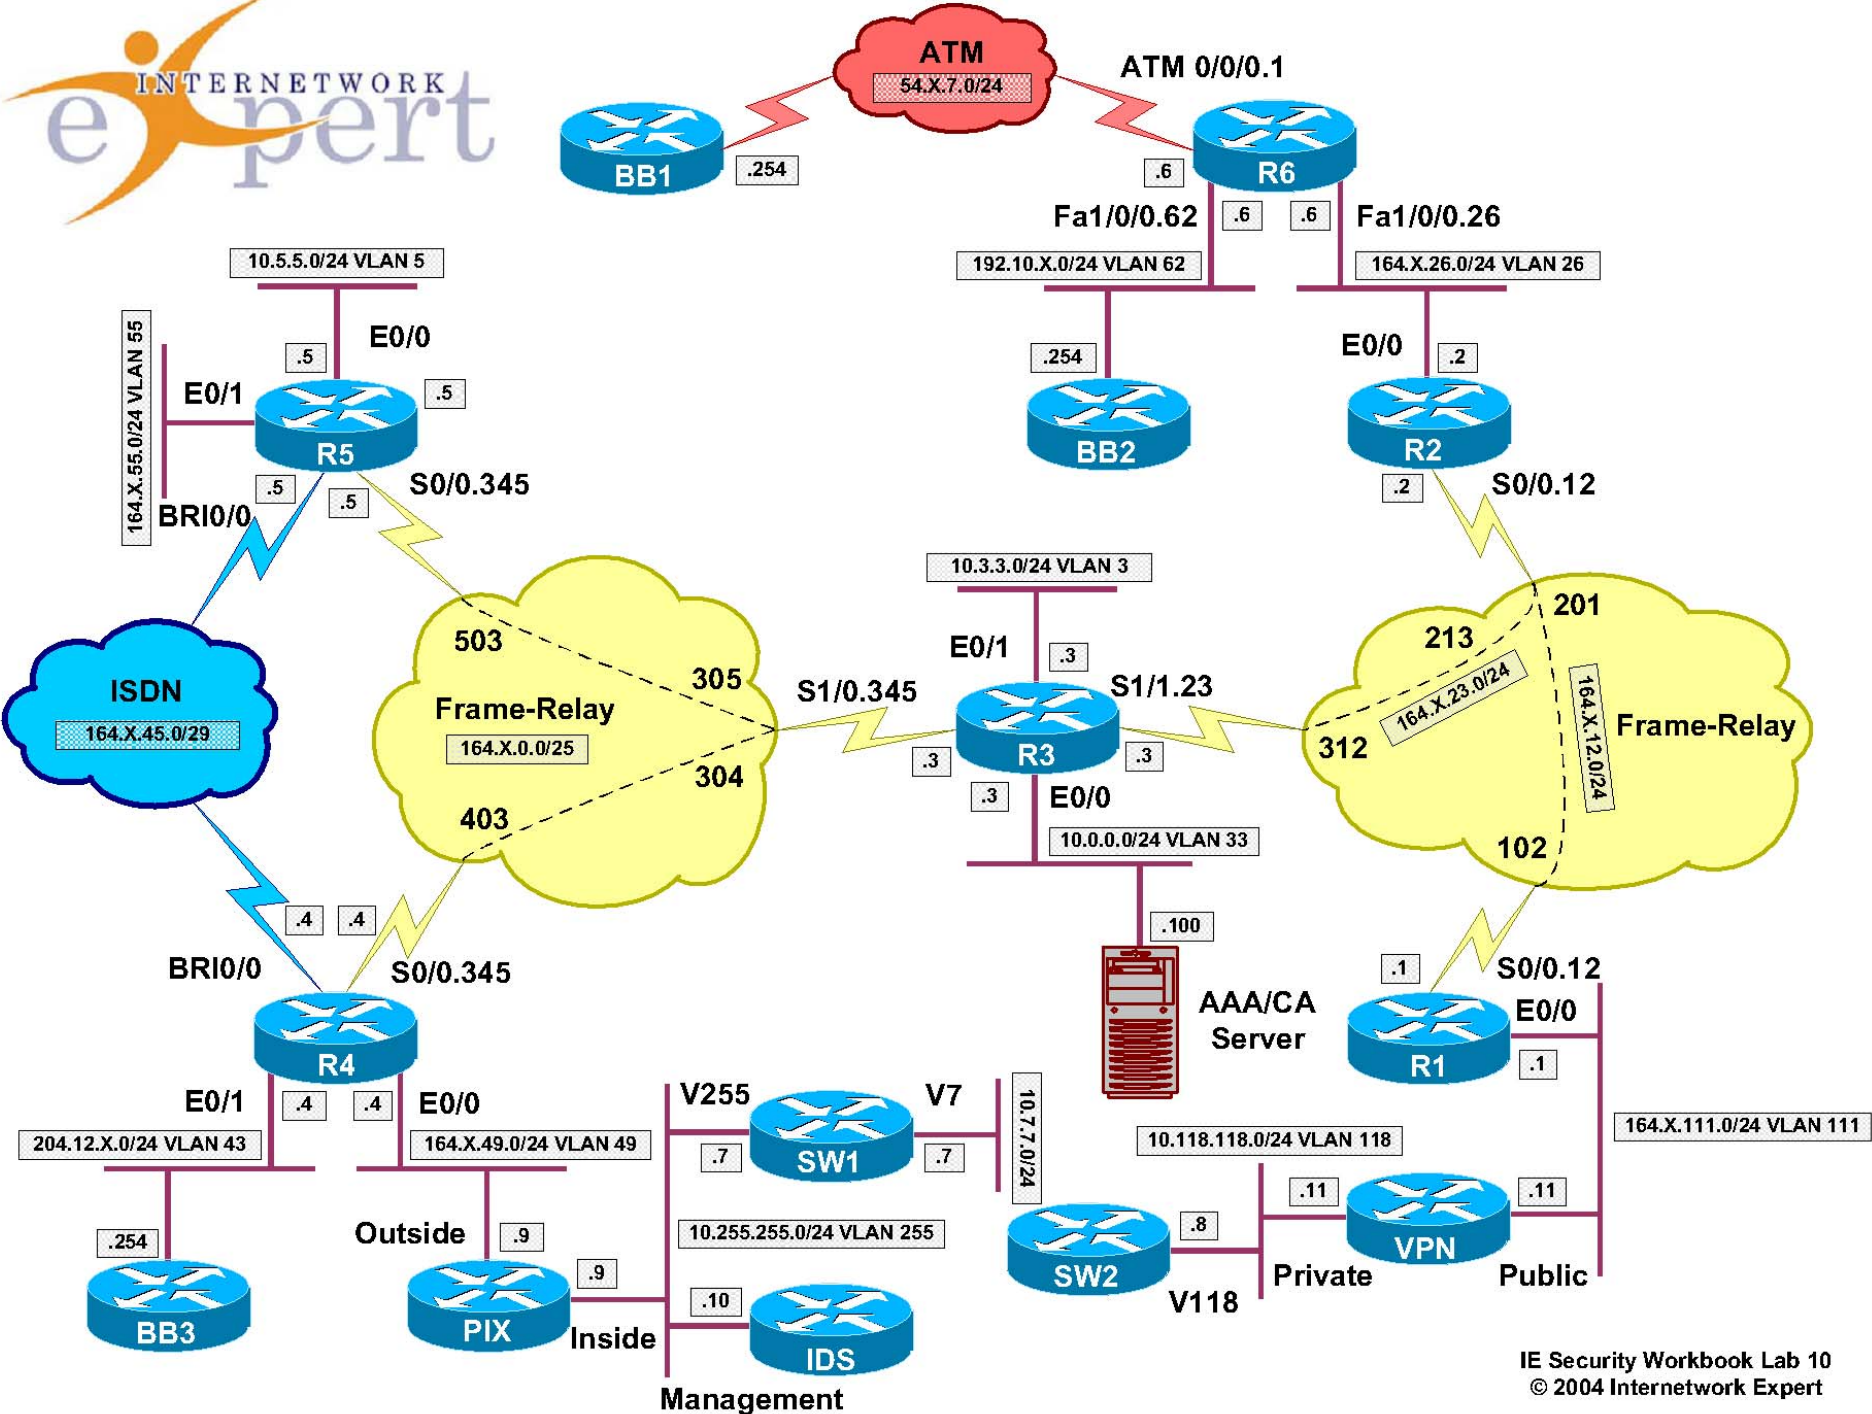 INTERNETWORK
eXpert
ATM
54.X.7.0/24
ATM 0/0/0.1
BB1
.254
R6
.6
Fa1/0/0.62
.6
.6
Fa1/0/0.26
192.10.X.0/24 VLAN 62
164.X.26.0/24 VLAN 26
10.5.5.0/24 VLAN 5
E0/0
.5
.5
164.X.55.0/24 VLAN 55
E0/1
R5
.254
BB2
E0/0
.2
R2
.5
.5
S0/0.345
BRI0/0
.2
S0/0.12
10.3.3.0/24 VLAN 3
E0/1
.3
ISDN
164.X.45.0/29
503
305
Frame-Relay
164.X.0.0/25
304
403
S1/0.345
S1/1.23
R3
.3
.3
.3
E0/0
10.0.0.0/24 VLAN 33
201
213
164.X.23.0/24
164.X.12.0/24
Frame-Relay
312
102
.100
AAA/CA
Server
.4
.4
BRI0/0
S0/0.345
R4
.1
S0/0.12
E0/0
R1
.1
E0/1
.4
.4
E0/0
204.12.X.0/24 VLAN 43
164.X.49.0/24 VLAN 49
V255
V7
.7
SW1
.7
10.7.7.0/24
10.118.118.0/24 VLAN 118
164.X.111.0/24 VLAN 111
.11
.11
VPN
.254
BB3
Outside
.9
PIX
.9
Inside
10.255.255.0/24 VLAN 255
.10
IDS
Management
.8
SW2
V118
Private
Public
IE Security Workbook Lab 10
© 2004 Internetwork Expert